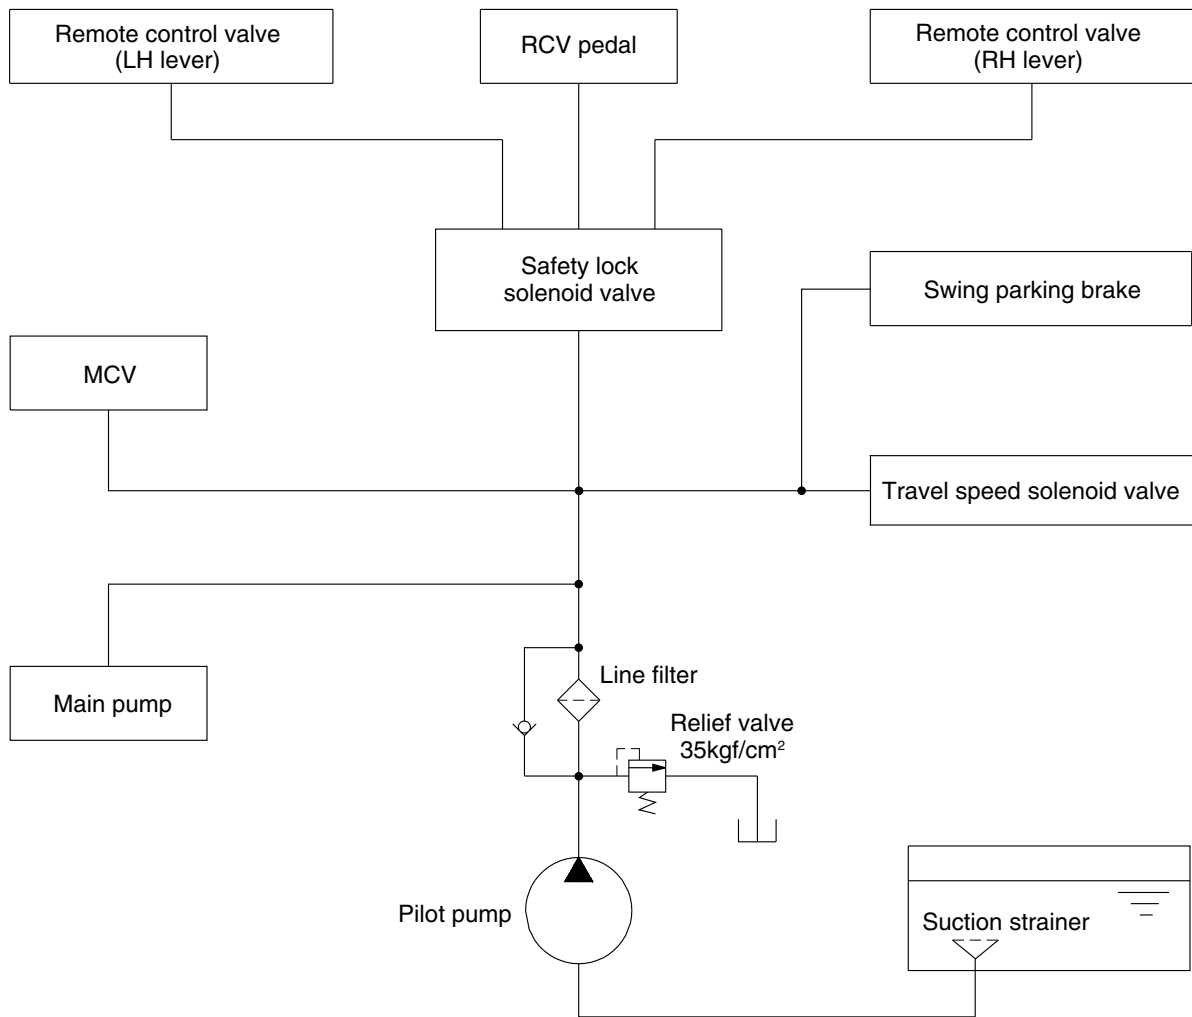 Remote control valve
(LH lever)
RCV pedal
Remote control valve
(RH lever)
Safety lock
solenoid valve
Swing parking brake
MCV
Travel speed solenoid valve
Line filter
Main pump
Relief valve
35kgf/cm²
Pilot pump
Suction strainer